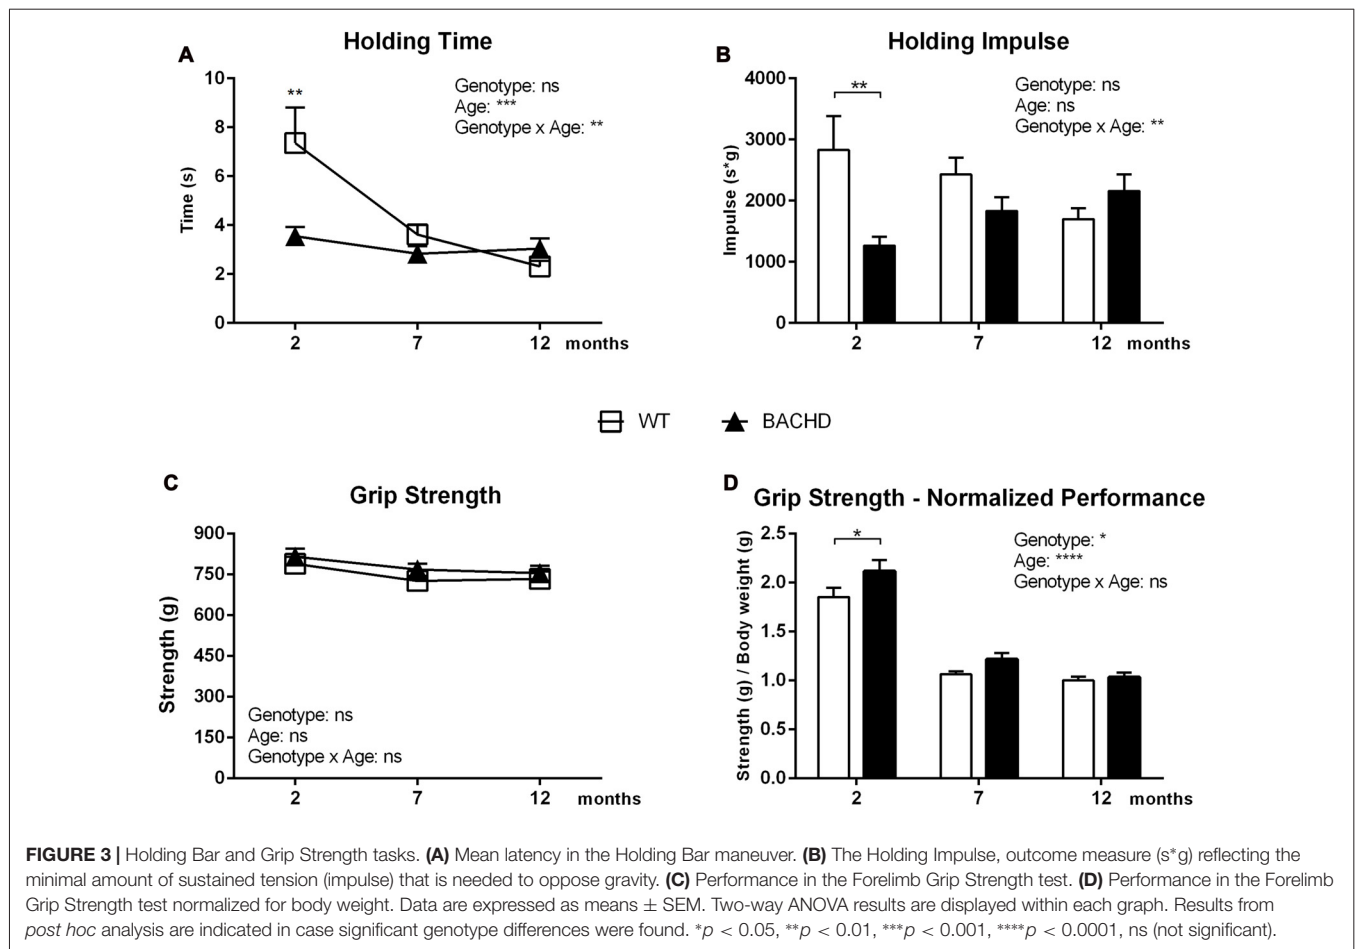 A
Holding Time
10
8
6
4
2
0
Time (s)
**
Genotype: ns
Age: ***
Genotype x Age: **
2 7 12 months
B
Holding Impulse
4000
3000
2000
1000
0
Impulse (s*g)
**
Genotype: ns
Age: ns
Genotype x Age: **
2 7 12 months
WT BACHD
C
Grip Strength
900
750
600
450
300
150
0
Strength (g)
Genotype: ns
Age: ns
Genotype x Age: ns
2 7 12 months
D
Grip Strength - Normalized Performance
2.5
2.0
1.5
1.0
0.5
0.0
Strength (g) / Body weight (g)
*
Genotype: *
Age: ****
Genotype x Age: ns
2 7 12 months
FIGURE 3 | Holding Bar and Grip Strength tasks. (A) Mean latency in the Holding Bar maneuver. (B) The Holding Impulse, outcome measure (s*g) reflecting the
minimal amount of sustained tension (impulse) that is needed to oppose gravity. (C) Performance in the Forelimb Grip Strength test. (D) Performance in the Forelimb
Grip Strength test normalized for body weight. Data are expressed as means ± SEM. Two-way ANOVA results are displayed within each graph. Results from
post hoc analysis are indicated in case significant genotype differences were found. *p < 0.05, **p < 0.01, ***p < 0.001, ****p < 0.0001, ns (not significant).